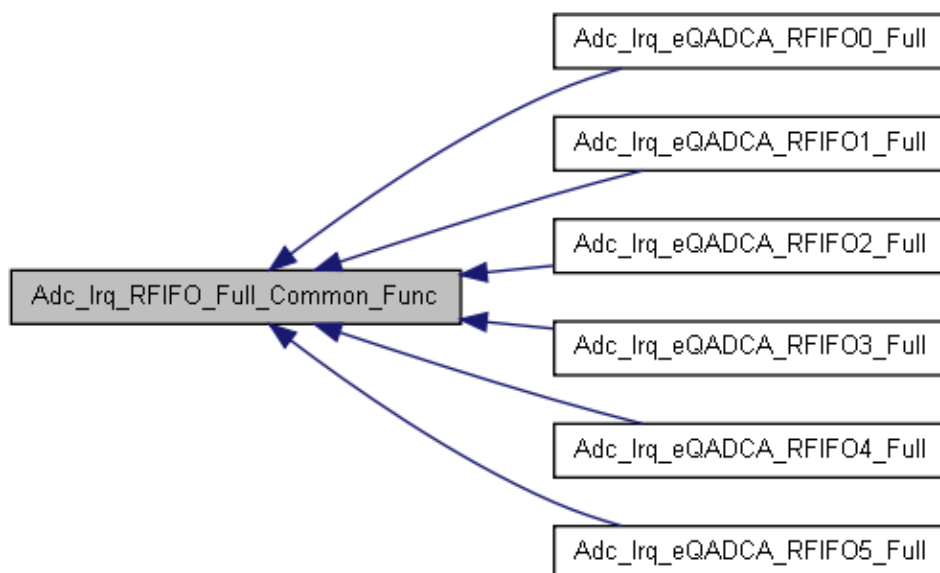 Adc_Irq_eQADCA_RFIFO0_Full
Adc_Irq_eQADCA_RFIFO1_Full
Adc_Irq_eQADCA_RFIFO2_Full
Adc_Irq_RFIFO_Full_Common_Func
Adc_Irq_eQADCA_RFIFO3_Full
Adc_Irq_eQADCA_RFIFO4_Full
Adc_Irq_eQADCA_RFIFO5_Full